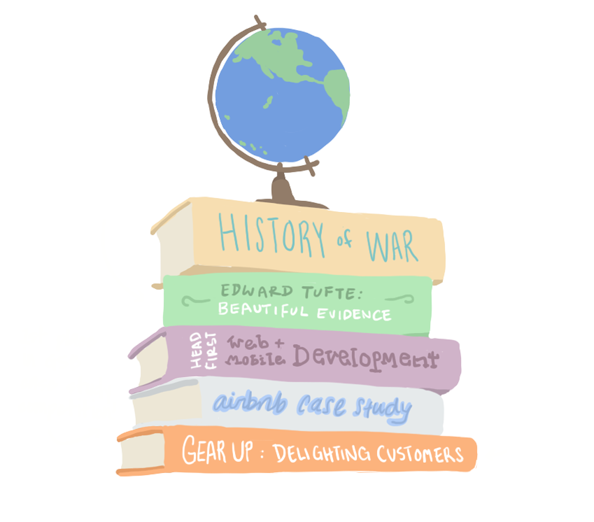 HISTORY of WAR
EDWARD TUFTE:
BEAUTIFUL EVIDENCE
HEAD FIRST
web +
mobile Development
airbnb case study
GEAR UP: DELIGHTING CUSTOMERS